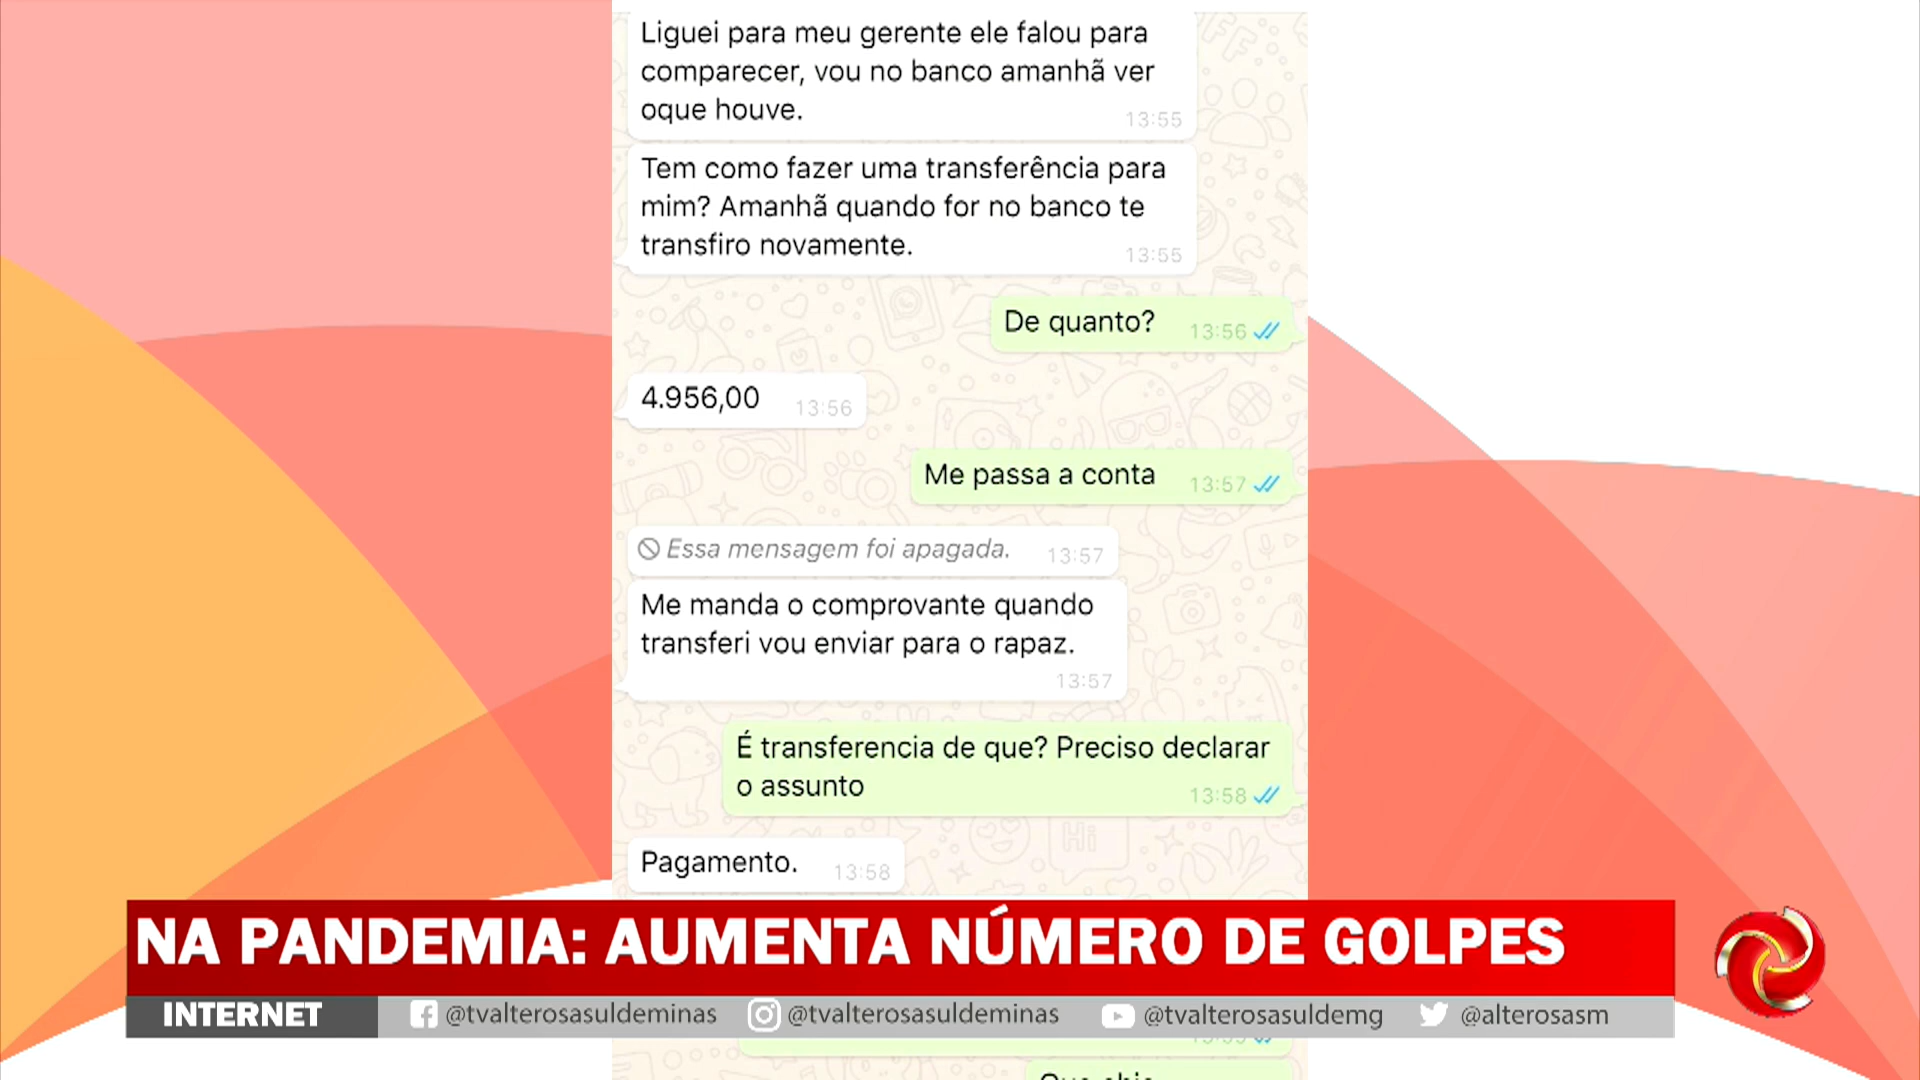 Liguei para meu gerente ele falou para
comparecer, vou no banco amanhã ver
oque houve.
13:55
Tem como fazer uma transferência para
mim? Amanhã quando for no banco te
transfiro novamente.
13:55
De quanto? 13:56
4.956,00 13:56
Me passa a conta 13:57
Essa mensagem foi apagada. 13:57
Me manda o comprovante quando
transferi vou enviar para o rapaz.
13:57
É transferencia de que? Preciso declarar
o assunto 13:58
Pagamento. 13:58
NA PANDEMIA: AUMENTA NÚMERO DE GOLPES
INTERNET @tvalterosasuldeminas @tvalterosasuldeminas @tvalterosasuldemg @alterosasm